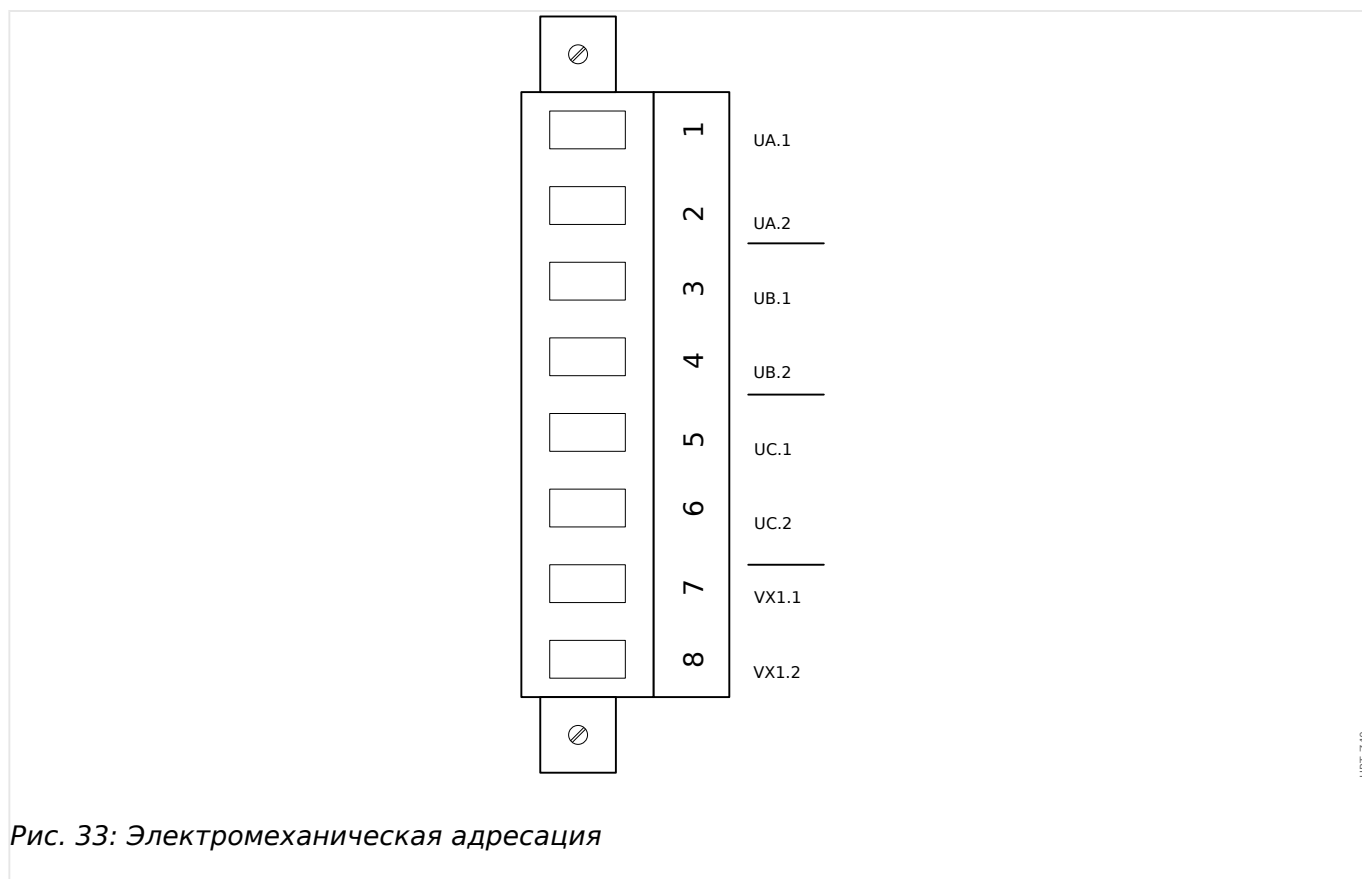 1 UA.1
2 UA.2
3 UB.1
4 UB.2
5 UC.1
6 UC.2
7 VX1.1
8 VX1.2
Рис. 33: Электромеханическая адресация